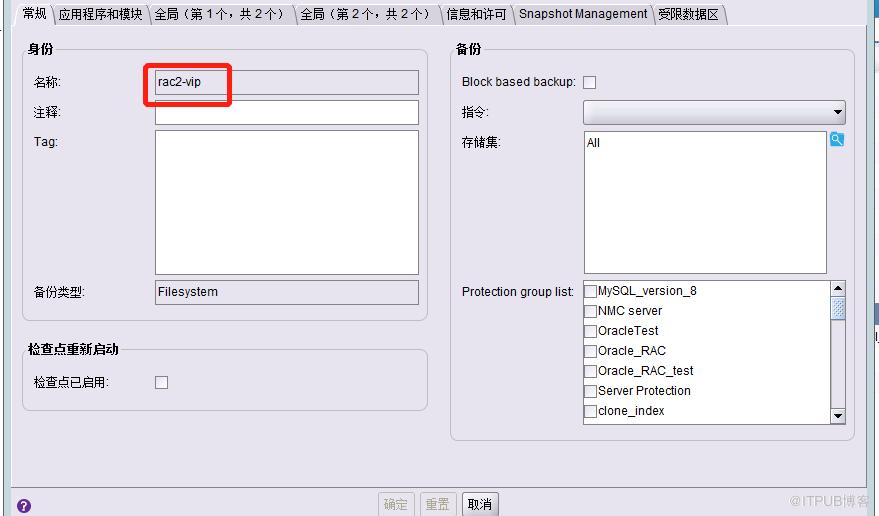 常规 应用程序和模块 全局（第 1 个，共 2 个） 全局（第 2 个，共 2 个） 信息和许可 Snapshot Management 受限数据区
身份
名称: rac2-vip
注释:
Tag:
备份类型: Filesystem
检查点重新启动
检查点已启用:
备份
Block based backup:
指令:
存储集: All
Protection group list: MySQL_version_8
NMC server
OracleTest
Oracle_RAC
Oracle_RAC_test
Server Protection
clone_index
确定 重置 取消
@ITPUB博客